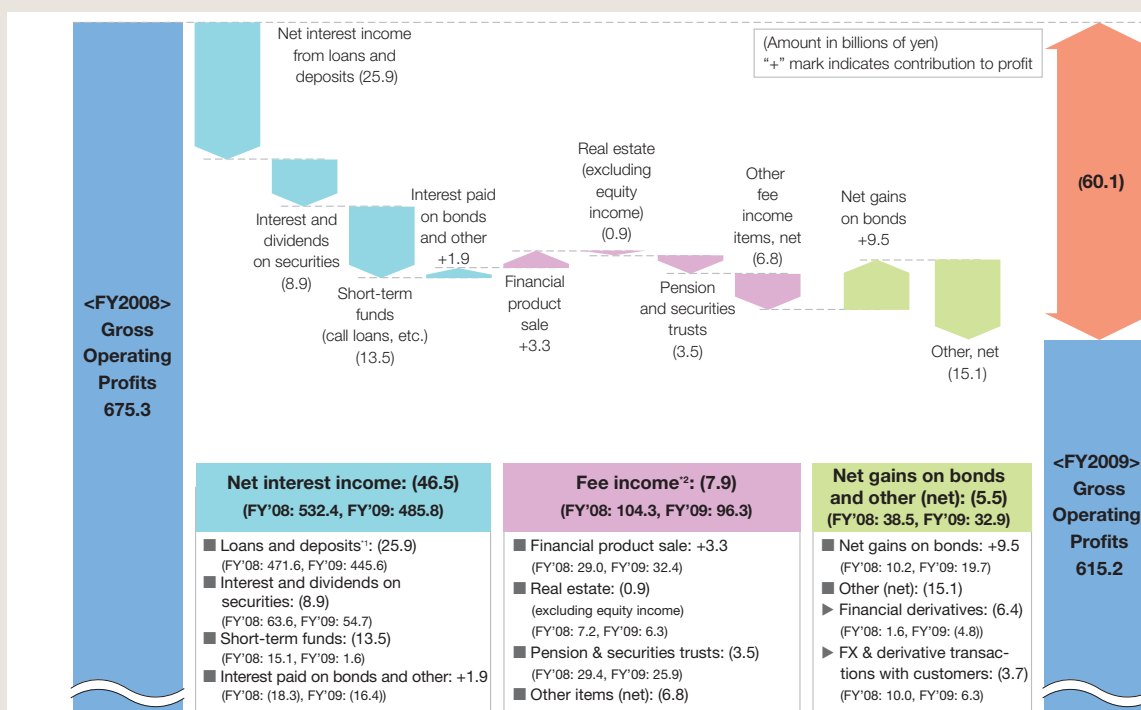 Net interest income
from loans and
deposits (25.9)
(Amount in billions of yen)
“+” mark indicates contribution to profit
(60.1)
Interest and
dividends
on securities
(8.9)
Short-term
funds
(call loans, etc.)
(13.5)
Interest paid
on bonds
and other
+1.9
Financial
product
sale
+3.3
Real estate
(excluding
equity
income)
(0.9)
Pension
and securities
trusts
(3.5)
Other
fee
income
items, net
(6.8)
Net gains
on bonds
+9.5
Other, net
(15.1)
<FY2008>
Gross
Operating
Profits
675.3
<FY2009>
Gross
Operating
Profits
615.2
Net interest income: (46.5)
(FY’08: 532.4, FY’09: 485.8)
■ Loans and deposits*1: (25.9)
(FY’08: 471.6, FY’09: 445.6)
■ Interest and dividends on
securities: (8.9)
(FY’08: 63.6, FY’09: 54.7)
■ Short-term funds: (13.5)
(FY’08: 15.1, FY’09: 1.6)
■ Interest paid on bonds and other: +1.9
(FY’08: (18.3), FY’09: (16.4))
Fee income*2: (7.9)
(FY’08: 104.3, FY’09: 96.3)
■ Financial product sale: +3.3
(FY’08: 29.0, FY’09: 32.4)
■ Real estate: (0.9)
(excluding equity income)
(FY’08: 7.2, FY’09: 6.3)
■ Pension & securities trusts: (3.5)
(FY’08: 29.4, FY’09: 25.9)
■ Other items (net): (6.8)
Net gains on bonds
and other (net): (5.5)
(FY’08: 38.5, FY’09: 32.9)
■ Net gains on bonds: +9.5
(FY’08: 10.2, FY’09: 19.7)
■ Other (net): (15.1)
▶ Financial derivatives: (6.4)
(FY’08: 1.6, FY’09: (4.8))
▶ FX & derivative transac-
tions with customers: (3.7)
(FY’08: 10.0, FY’09: 6.3)